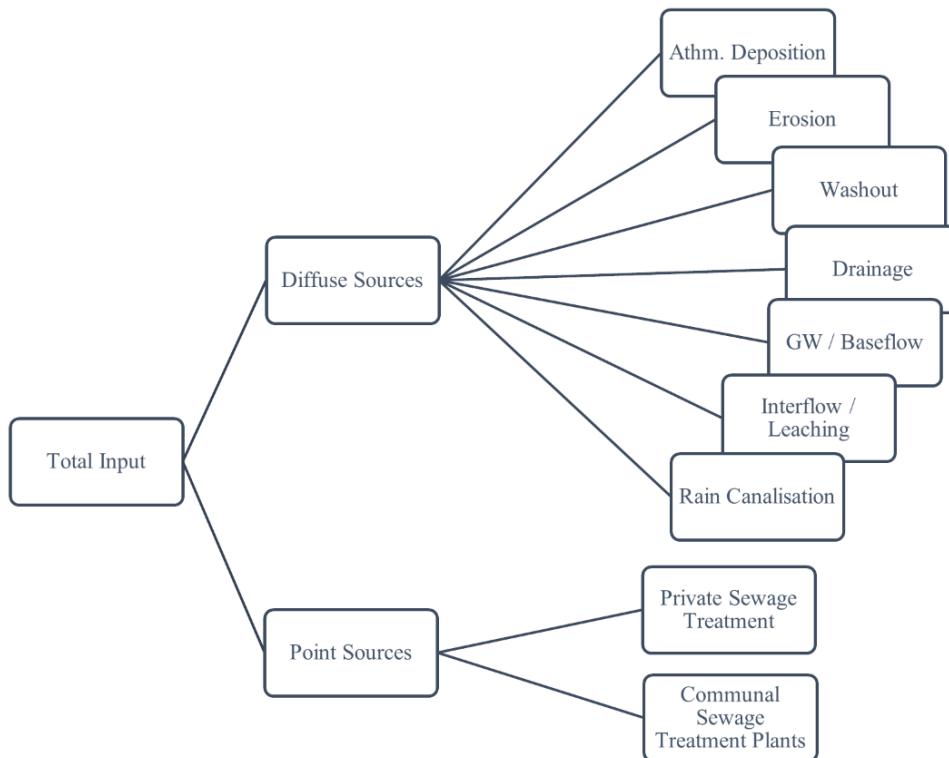 Athm. Deposition
Erosion
Washout
Drainage
GW / Baseflow
Interflow /
Leaching
Rain Canalisation
Diffuse Sources
Total Input
Point Sources
Private Sewage
Treatment
Communal
Sewage
Treatment Plants